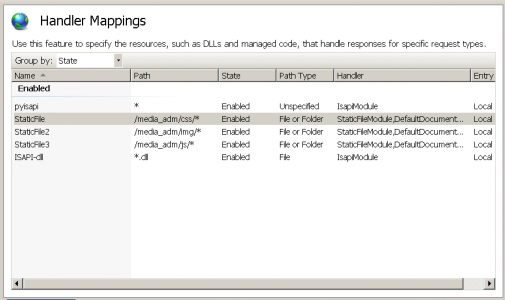 Handler Mappings
Use this feature to specify the resources, such as DLLs and managed code, that handle responses for specific request types.
Group by: State
Name Path State Path Type Handler Entry
Enabled
pyisapi * Enabled Unspecified IsapiModule Local
StaticFile /media_adm/css/* Enabled File or Folder StaticFileModule,DefaultDocument... Local
StaticFile2 /media_adm/img/* Enabled File or Folder StaticFileModule,DefaultDocument... Local
StaticFile3 /media_adm/js/* Enabled File or Folder StaticFileModule,DefaultDocument... Local
ISAPI-dll *.dll Enabled File IsapiModule Local